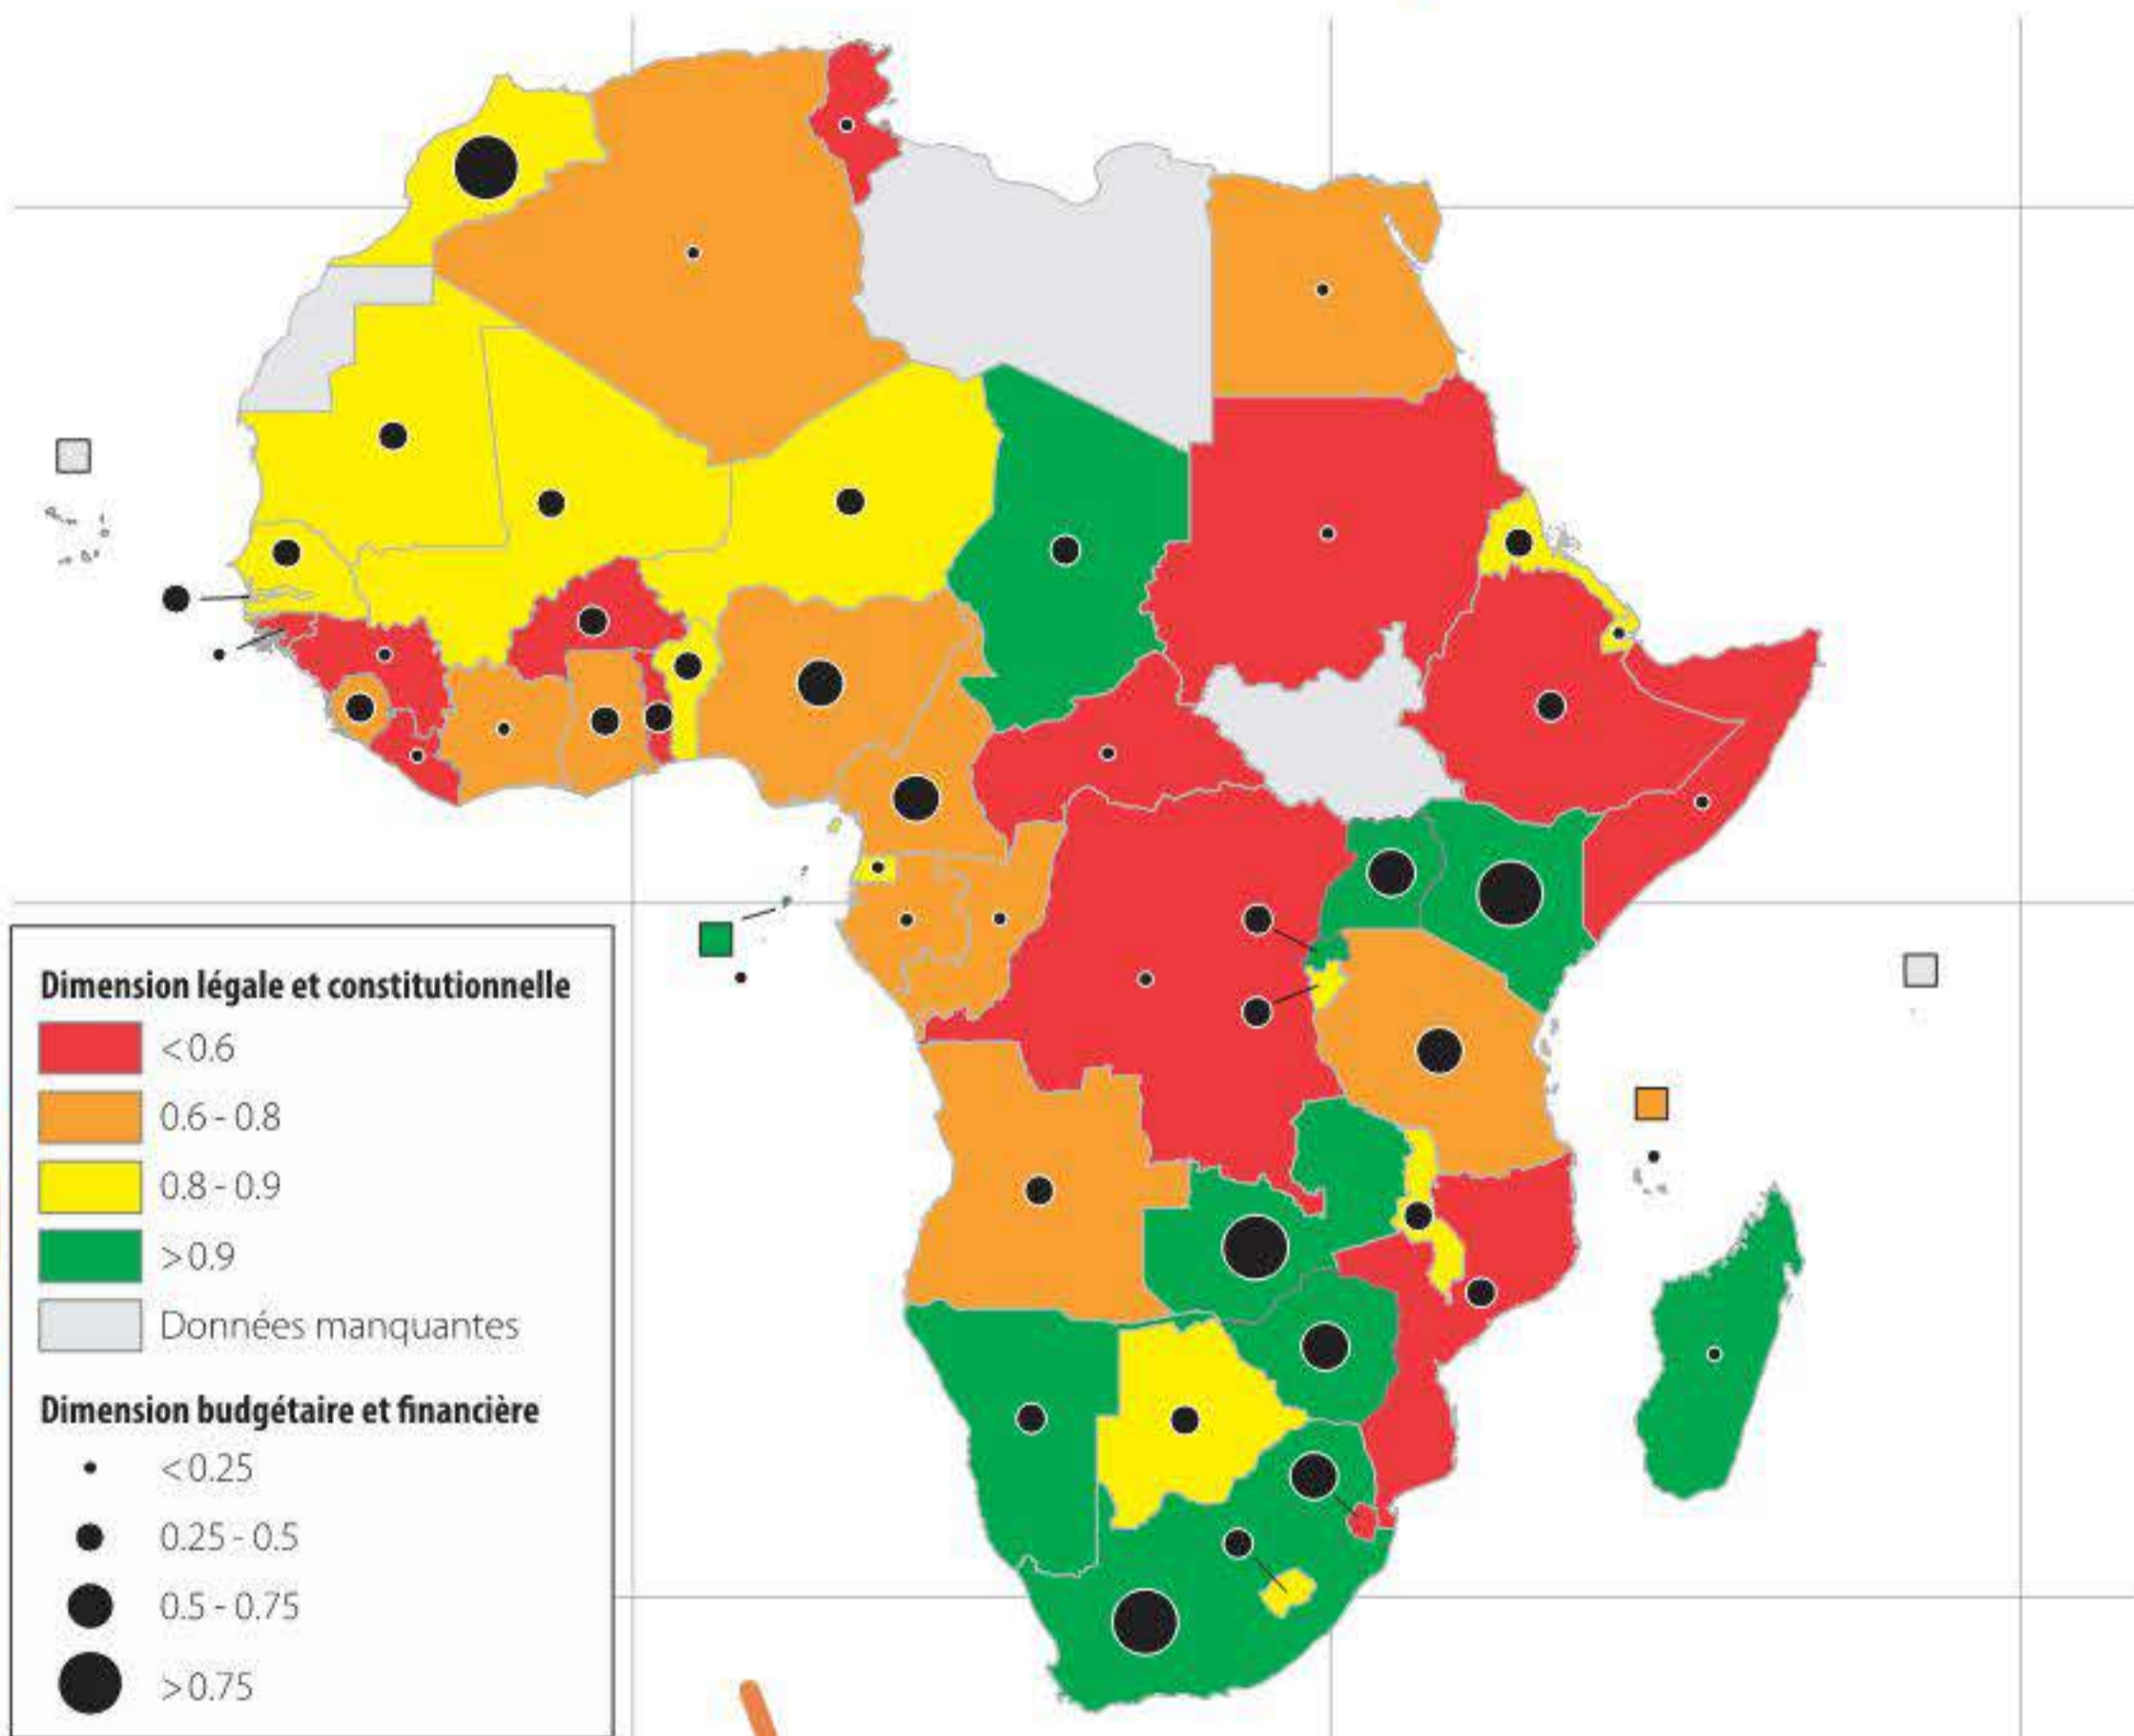 Dimension légale et constitutionnelle
<0.6
0.6 - 0.8
0.8 - 0.9
>0.9
Données manquantes
Dimension budgétaire et financière
<0.25
0.25 - 0.5
0.5 - 0.75
>0.75